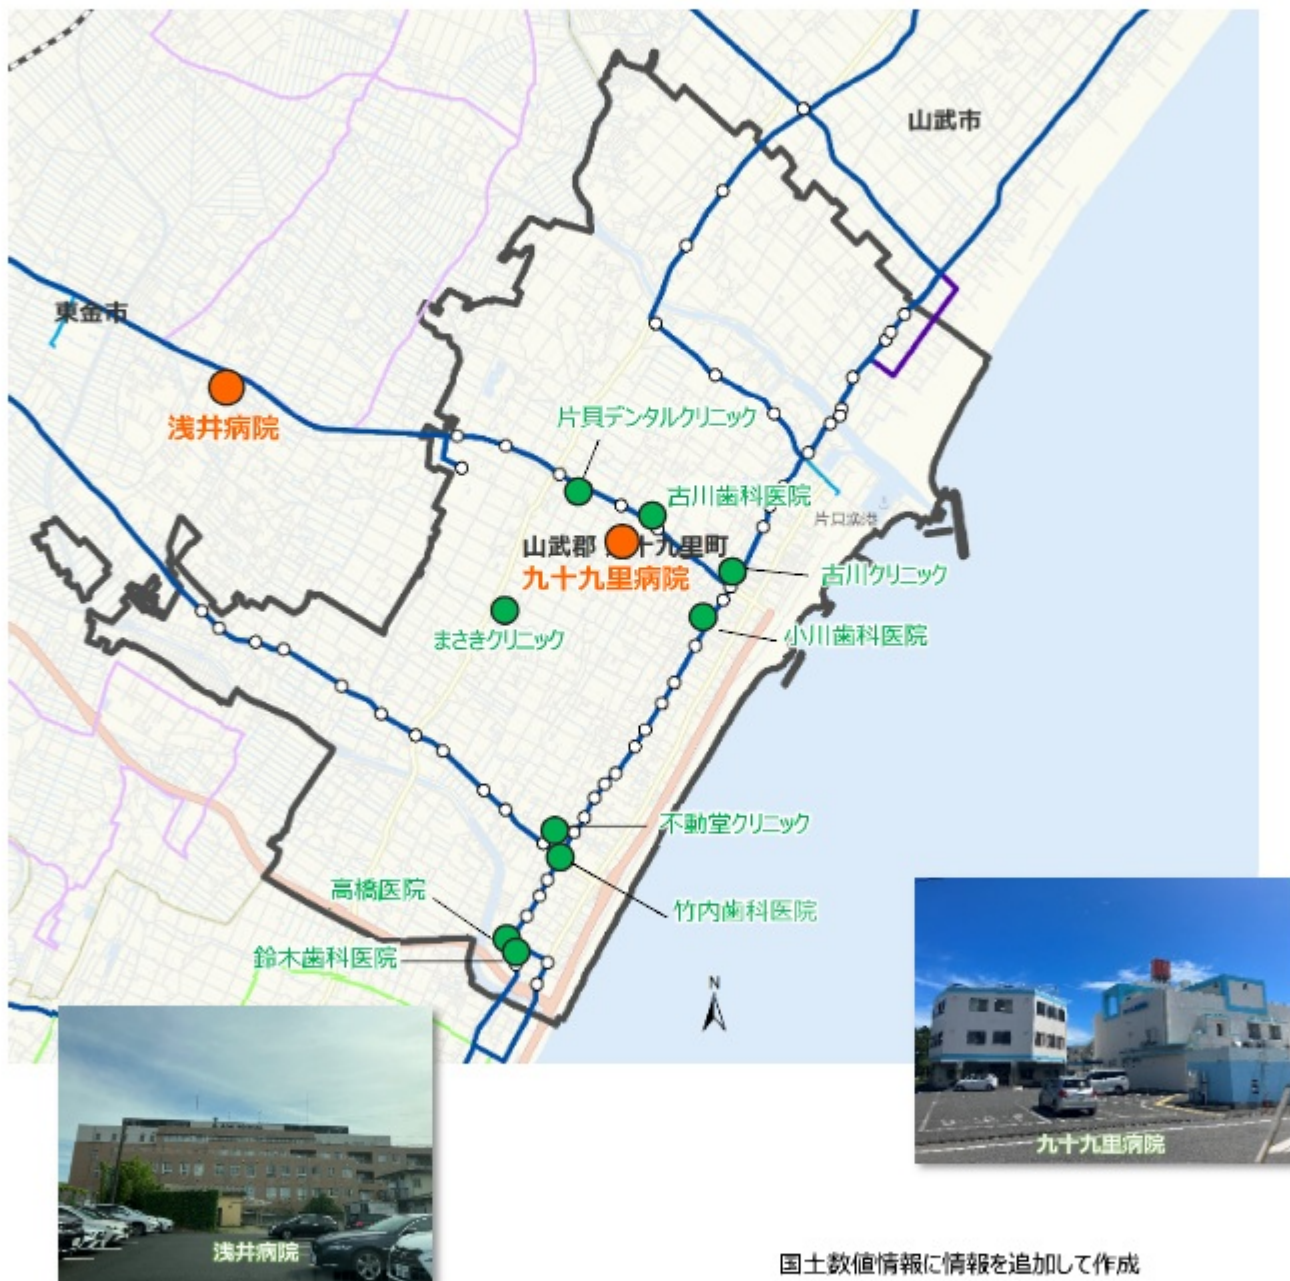 山武市
東金市
浅井病院
片貝デンタルクリニック
古川歯科医院
片貝漁港
山武郡 九十九里町
九十九里病院
古川クリニック
まさきクリニック
小川歯科医院
不動堂クリニック
高橋医院
竹内歯科医院
鈴木歯科医院
N
九十九里病院
浅井病院
国土数値情報に情報を追加して作成